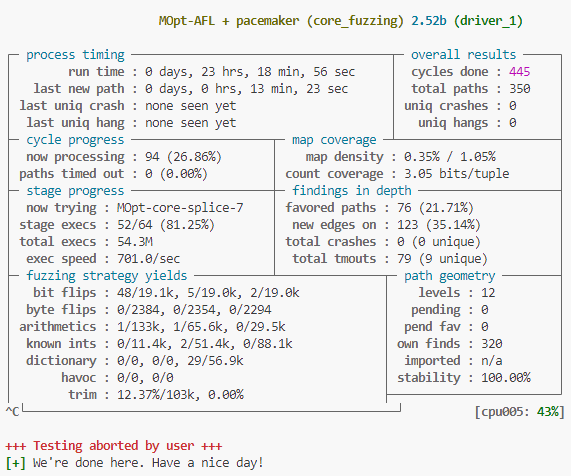 MOpt-AFL + pacemaker (core_fuzzing) 2.52b (driver_1)
process timing
overall results
run time : 0 days, 23 hrs, 18 min, 56 sec
cycles done : 445
last new path : 0 days, 0 hrs, 13 min, 23 sec
total paths : 350
last uniq crash : none seen yet
uniq crashes : 0
last uniq hang : none seen yet
uniq hangs : 0
cycle progress
map coverage
now processing : 94 (26.86%)
map density : 0.35% / 1.05%
paths timed out : 0 (0.00%)
count coverage : 3.05 bits/tuple
stage progress
findings in depth
now trying : MOpt-core-splice-7
favored paths : 76 (21.71%)
stage execs : 52/64 (81.25%)
new edges on : 123 (35.14%)
total execs : 54.3M
total crashes : 0 (0 unique)
exec speed : 701.0/sec
total tmouts : 79 (9 unique)
fuzzing strategy yields
path geometry
bit flips : 48/19.1k, 5/19.0k, 2/19.0k
levels : 12
byte flips : 0/2384, 0/2354, 0/2294
pending : 0
arithmetics : 1/133k, 1/65.6k, 0/29.5k
pend fav : 0
known ints : 0/11.4k, 2/51.4k, 0/88.1k
own finds : 320
dictionary : 0/0, 0/0, 29/56.9k
imported : n/a
havoc : 0/0, 0/0
stability : 100.00%
trim : 12.37%/103k, 0.00%
^C
[cpu005: 43%]
+++ Testing aborted by user +++
[+] We're done here. Have a nice day!